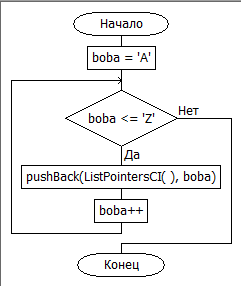 Начало
boba = 'A'
boba <= 'Z'
Нет
Да
pushBack(ListPointersCI( ), boba)
boba++
Конец